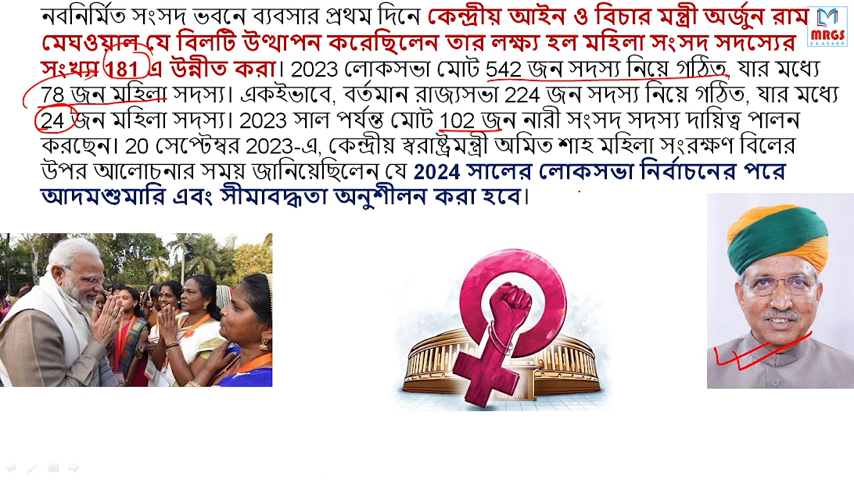 নবনির্মিত সংসদ ভবনে ব্যবসার প্রথম দিনে কেন্দ্রীয় আইন ও বিচার মন্ত্রী অর্জুন রাম
মেঘওয়াল যে বিলটি উত্থাপন করেছিলেন তার লক্ষ্য হল মহিলা সংসদ সদস্যের
সংখ্যা 181 এ উন্নীত করা। 2023 লোকসভা মোট 542 জন সদস্য নিয়ে গঠিত, যার মধ্যে
78 জন মহিলা সদস্য। একইভাবে, বর্তমান রাজ্যসভা 224 জন সদস্য নিয়ে গঠিত, যার মধ্যে
24 জন মহিলা সদস্য। 2023 সাল পর্যন্ত মোট 102 জন নারী সংসদ সদস্য দায়িত্ব পালন
করছেন। 20 সেপ্টেম্বর 2023-এ, কেন্দ্রীয় স্বরাষ্ট্রমন্ত্রী অমিত শাহ মহিলা সংরক্ষণ বিলের
উপর আলোচনার সময় জানিয়েছিলেন যে 2024 সালের লোকসভা নির্বাচনের পরে
আদমশুমারি এবং সীমাবদ্ধতা অনুশীলন করা হবে।
MRGS
CLASSES